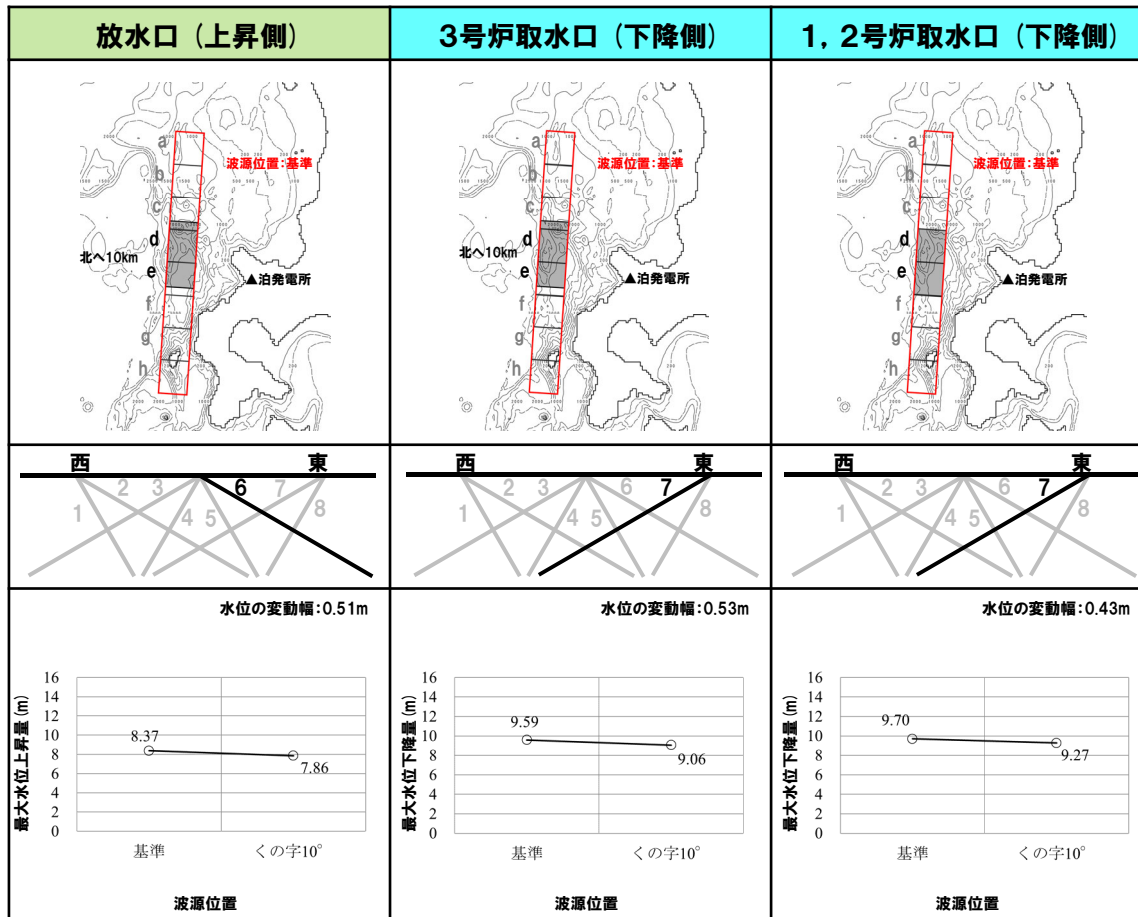 放水口（上昇側）
3号炉取水口（下降側）
1，2号炉取水口（下降側）
a
b
c
d
e
f
g
h
波源位置：基準
北へ10km
▲泊発電所
a
b
c
d
e
f
g
h
波源位置：基準
北へ10km
▲泊発電所
a
b
c
d
e
f
g
h
波源位置：基準
▲泊発電所
西 東
1 2 3 4 5 6 7 8
西 東
1 2 3 4 5 6 7 8
西 東
1 2 3 4 5 6 7 8
水位の変動幅：0.51m
最大水位上昇量（m）
16
14
12
10
8
6
4
2
0
8.37
7.86
基準 くの字10°
波源位置
水位の変動幅：0.53m
最大水位下降量（m）
16
14
12
10
8
6
4
2
0
9.59
9.06
基準 くの字10°
波源位置
水位の変動幅：0.43m
最大水位下降量（m）
16
14
12
10
8
6
4
2
0
9.70
9.27
基準 くの字10°
波源位置